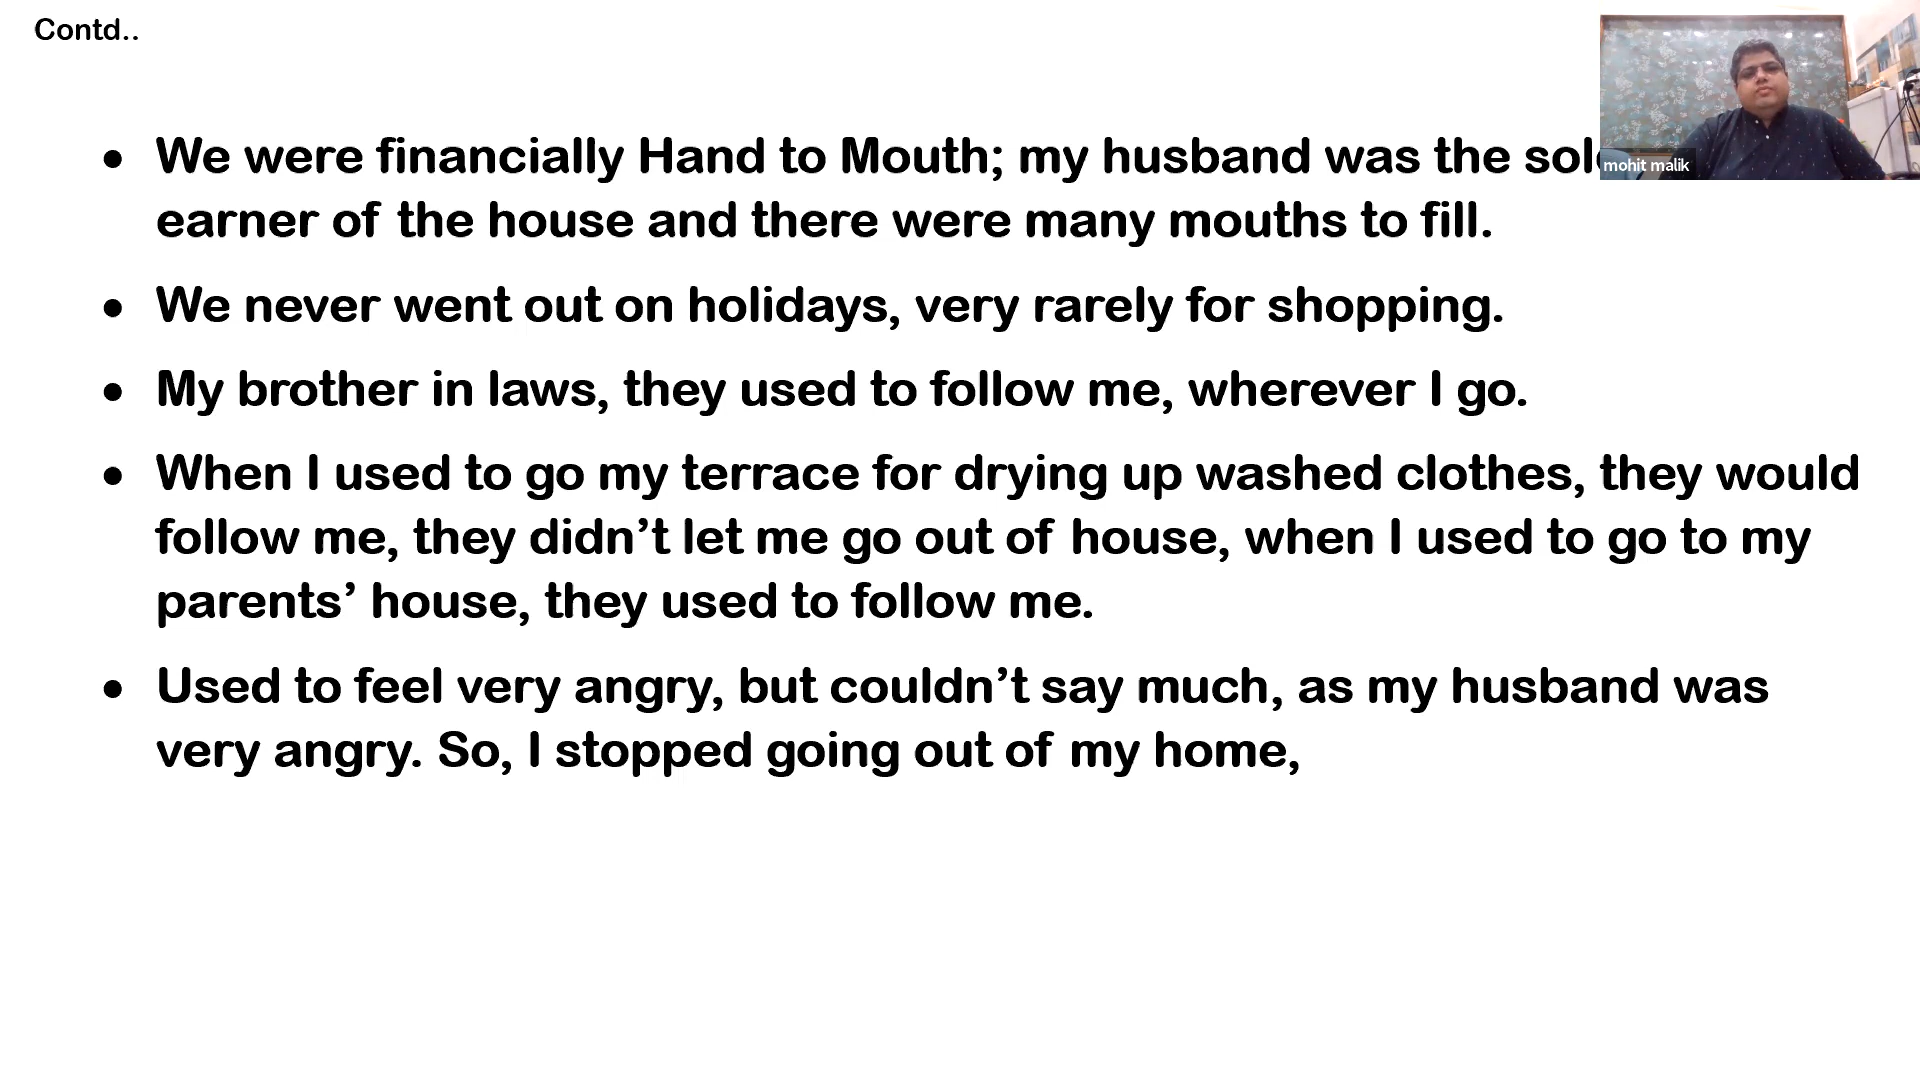 Contd..
• We were financially Hand to Mouth; my husband was the
earner of the house and there were many mouths to fill.
• We never went out on holidays, very rarely for shopping.
• My brother in laws, they used to follow me, wherever I go.
• When I used to go my terrace for drying up washed clothes, they would
follow me, they didn’t let me go out of house, when I used to go to my
parents’ house, they used to follow me.
• Used to feel very angry, but couldn’t say much, as my husband was
very angry. So, I stopped going out of my home,
mohit malik